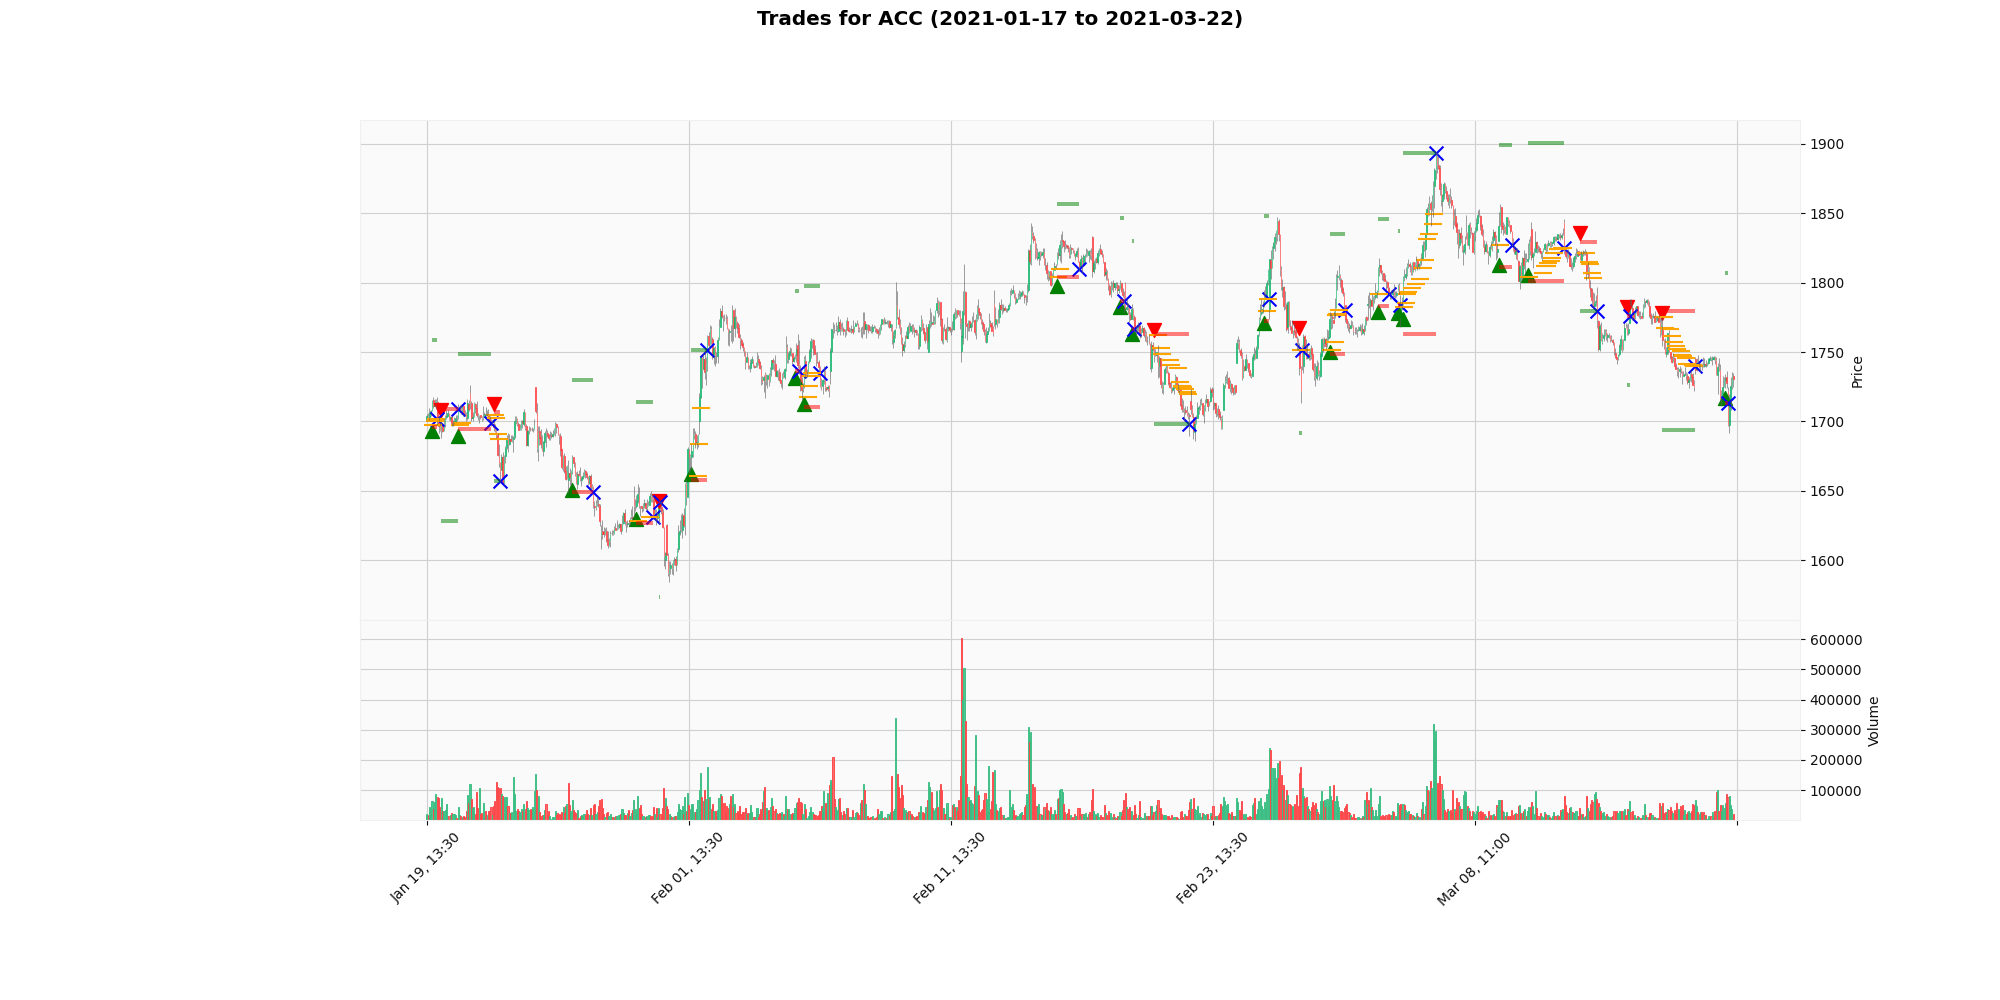 Trades for ACC (2021-01-17 to 2021-03-22)
1900
1850
1800
1750
1700
1650
1600
Price
600000
500000
400000
300000
200000
100000
Volume
Jan 19, 13:30
Feb 01, 13:30
Feb 11, 13:30
Feb 23, 13:30
Mar 08, 11:00